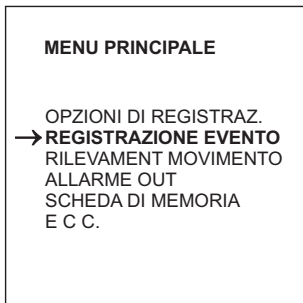 MENU PRINCIPALE
OPZIONI DI REGISTRAZ.
→REGISTRAZIONE EVENTO
RILEVAMENT MOVIMENTO
ALLARME OUT
SCHEDA DI MEMORIA
E C C.